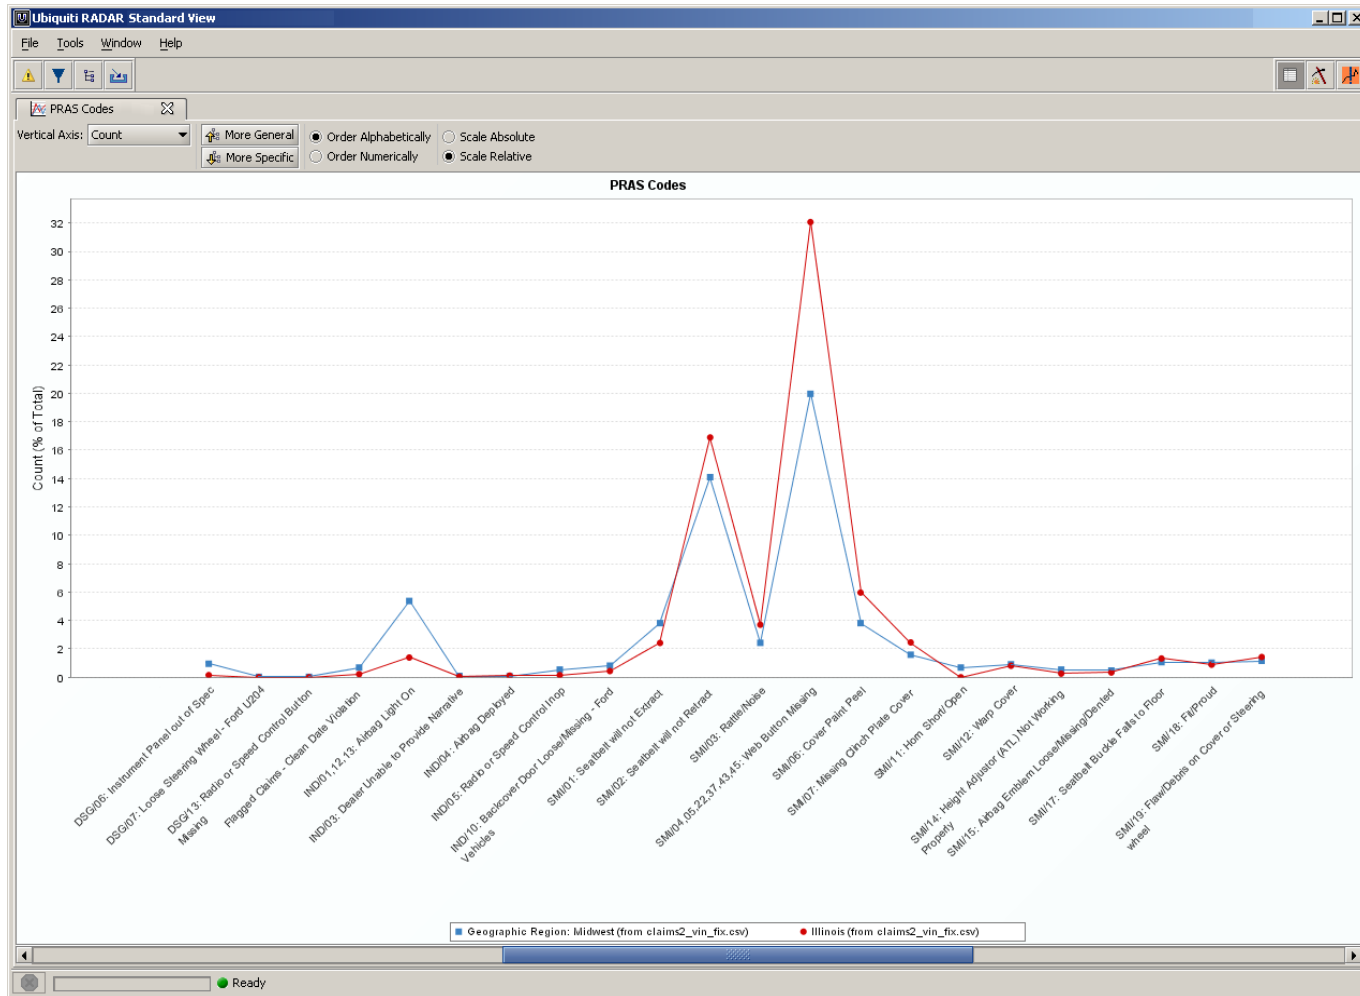 Ubiquiti RADAR Standard View
File Tools Window Help
PRAS Codes
Vertical Axis: Count
More General
More Specific
Order Alphabetically
Order Numerically
Scale Absolute
Scale Relative
PRAS Codes
Count (% of Total)
32
30
28
26
24
22
20
18
16
14
12
10
8
6
4
2
0
DSG/06: Instrument Panel out of Spec
DSG/07: Loose Steering Wheel - Ford U204
DSG/13: Radio or Speed Control Button
Missing
Flagged Claims - Clean Date Violation
IND/01,12,13: Airbag Light On
IND/03: Dealer Unable to Provide Narrative
IND/04: Airbag Deployed
IND/05: Radio or Speed Control Inop
IND/10: Backcover Door Loose/Missing - Ford
Vehicles
SMI/01: Seatbelt will not Extract
SMI/02: Seatbelt will not Retract
SMI/03: Rattle/Noise
SMI/04,05,22,37,43,45: Web Button Missing
SMI/06: Cover Paint Peel
SMI/07: Missing Clinch Plate Cover
SMI/11: Horn Short/Open
SMI/12: Warp Cover
SMI/14: Height Adjustor (ATL) Not Working
Properly
SMI/15: Airbag Emblem Loose/Missing/Dented
SMI/17: Seatbelt Buckle Falls to Floor
SMI/18: Fit/Proud
SMI/19: Flaw/Debris on Cover or Steering
wheel
Geographic Region: Midwest (from claims2_vin_fix.csv)
Illinois (from claims2_vin_fix.csv)
Ready